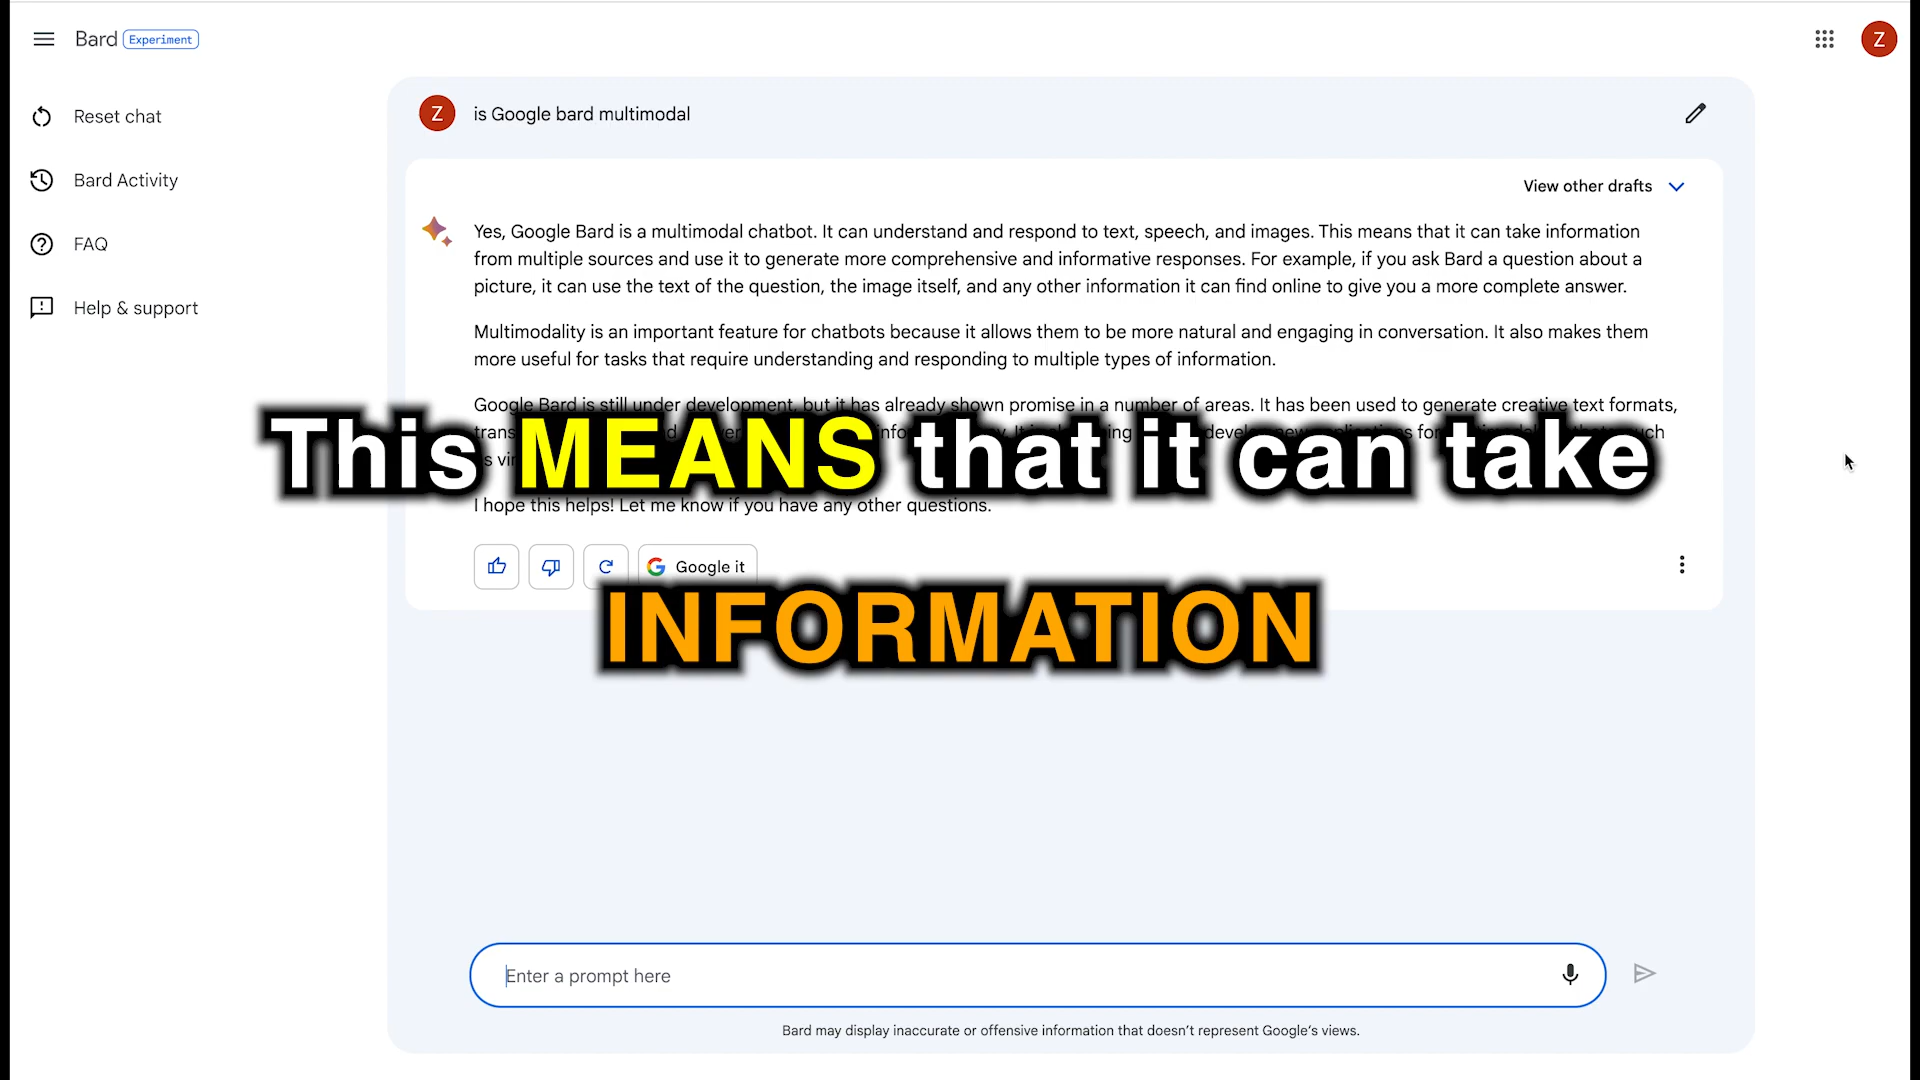 Bard Experiment
Z
Reset chat
Bard Activity
FAQ
Help & support
Z is Google bard multimodal
View other drafts
Yes, Google Bard is a multimodal chatbot. It can understand and respond to text, speech, and images. This means that it can take information
from multiple sources and use it to generate more comprehensive and informative responses. For example, if you ask Bard a question about a
picture, it can use the text of the question, the image itself, and any other information it can find online to give you a more complete answer.
Multimodality is an important feature for chatbots because it allows them to be more natural and engaging in conversation. It also makes them
more useful for tasks that require understanding and responding to multiple types of information.
Google Bard is still under development, but it has already shown promise in a number of areas. It has been used to generate creative text formats,
This MEANS that it can take
I hope this helps! Let me know if you have any other questions.
Google it
INFORMATION
Enter a prompt here
Bard may display inaccurate or offensive information that doesn't represent Google's views.